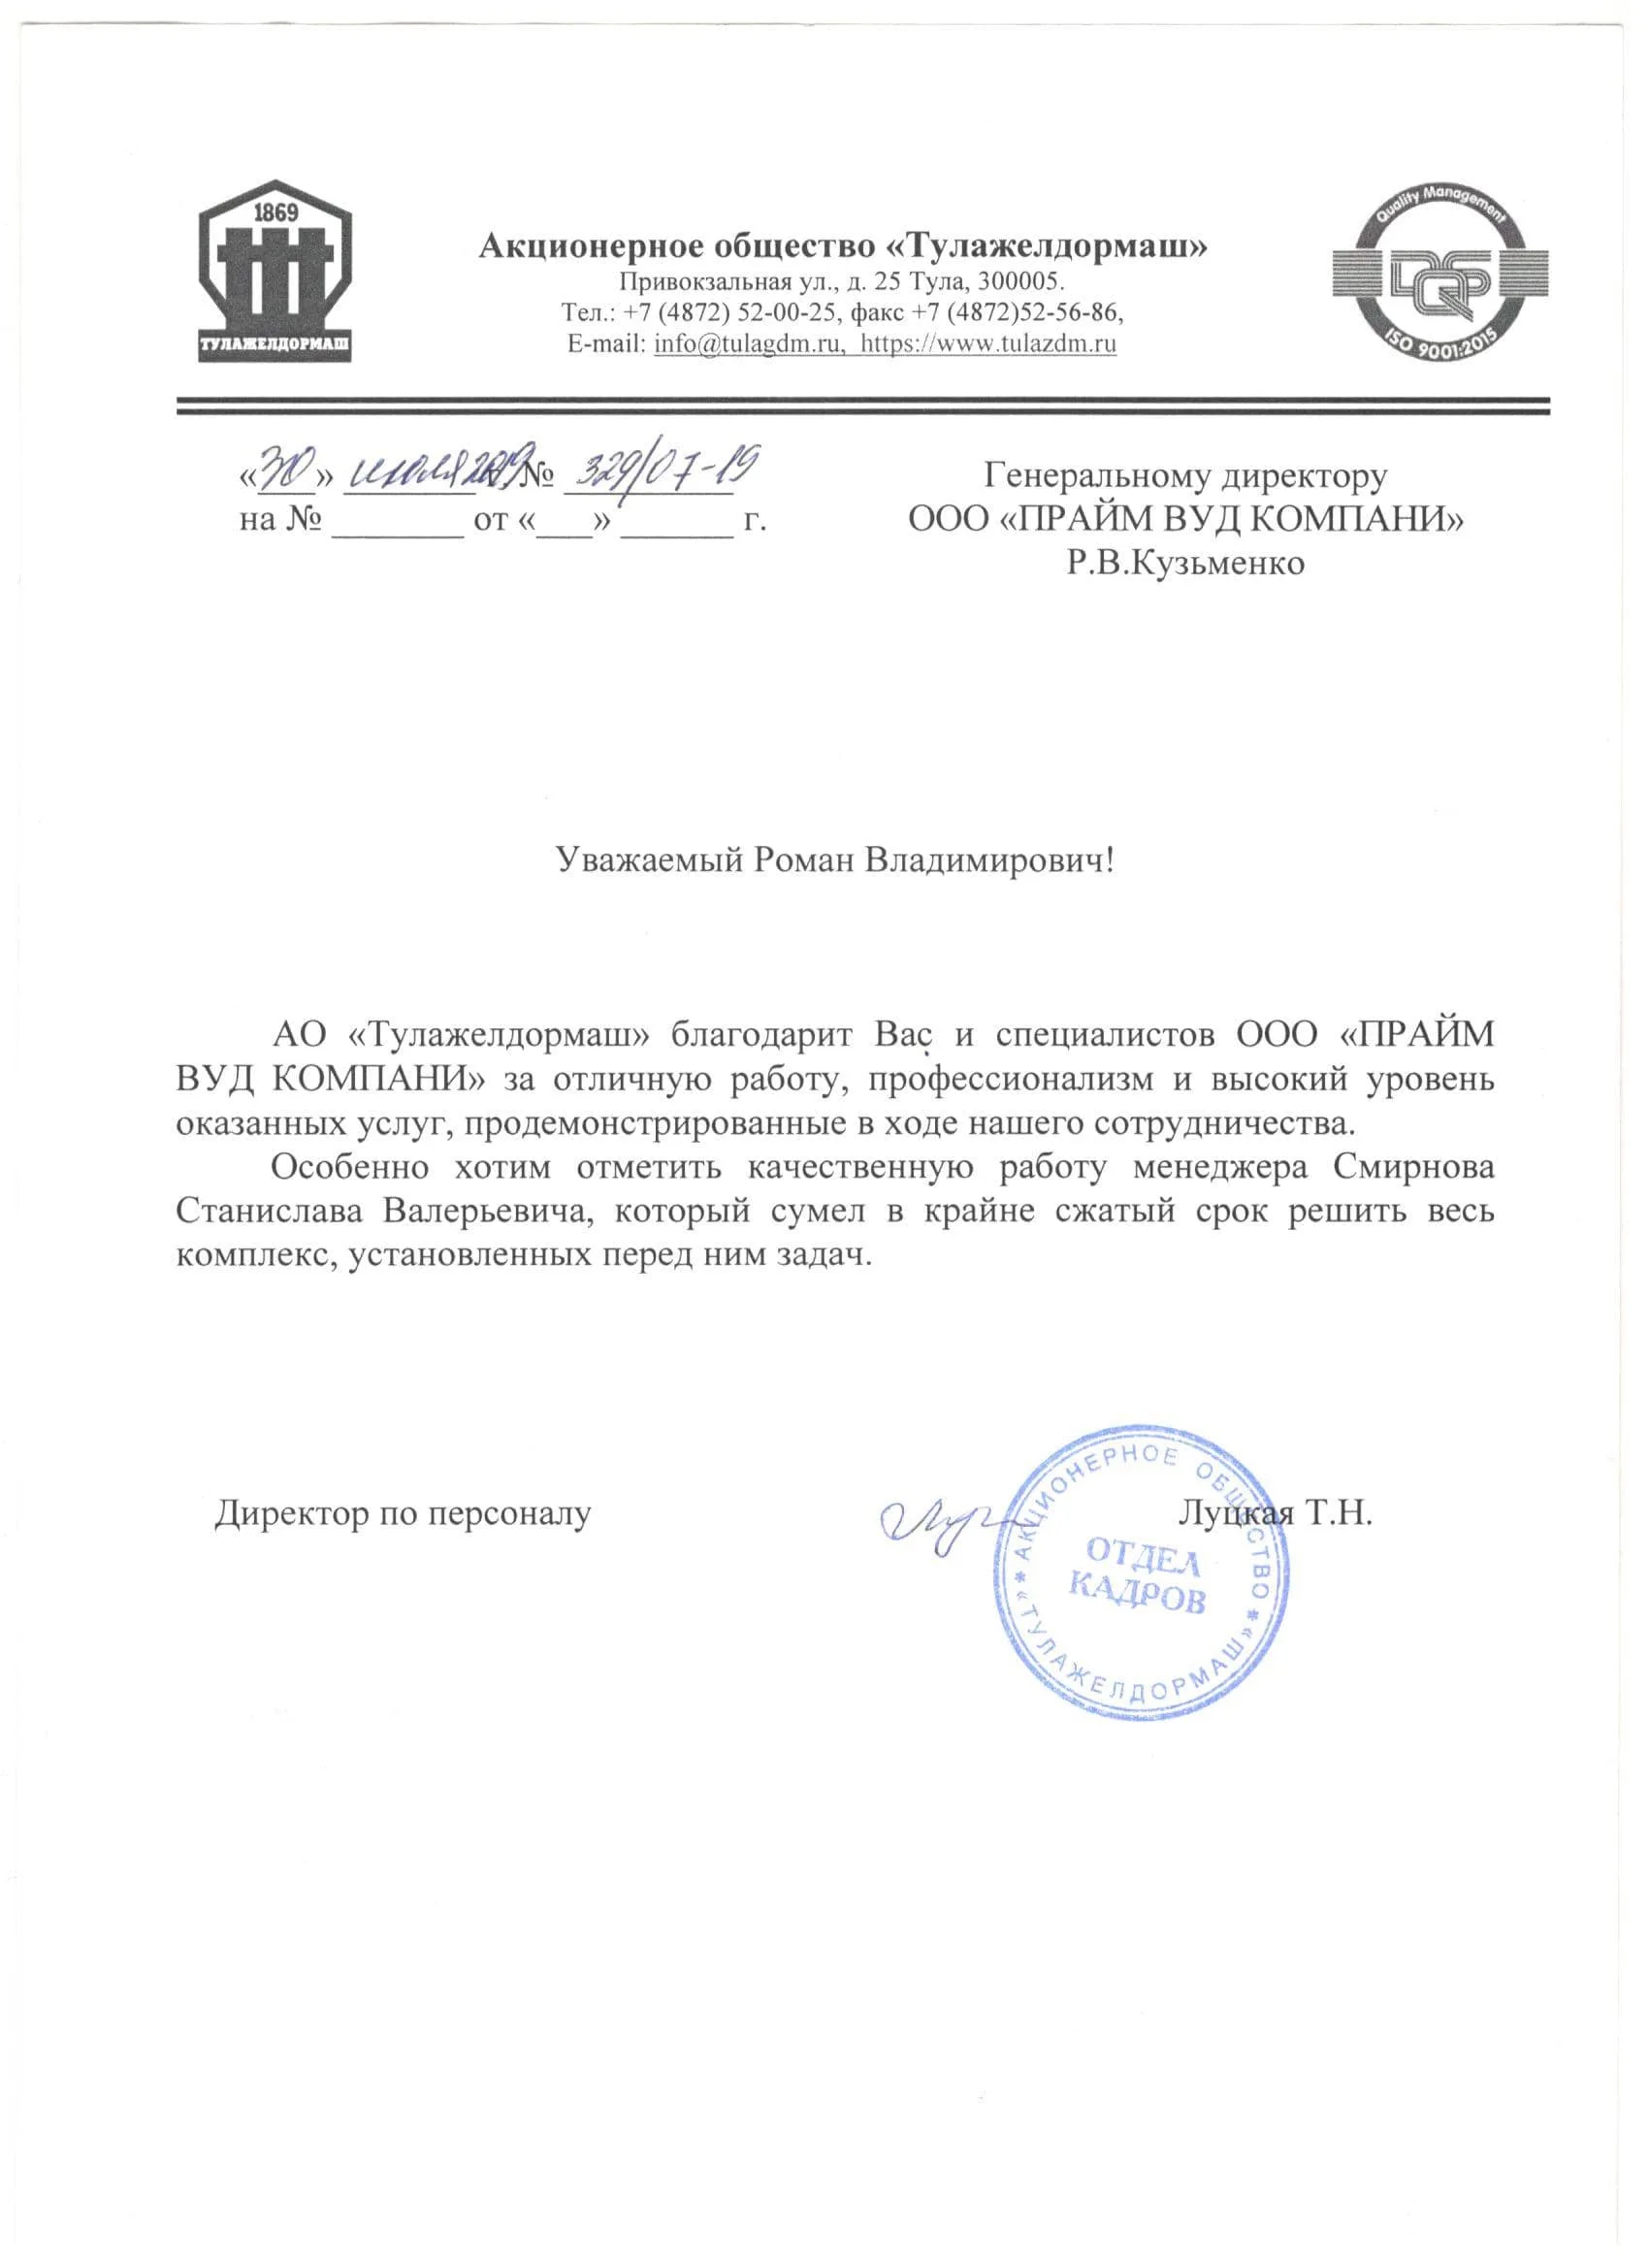 1869
ТУЛАЖЕЛДОРМАШ
Акционерное общество «Тулажелдормаш»
Привокзальная ул., д. 25 Тула, 300005.
Тел.: +7 (4872) 52-00-25, факс +7 (4872)52-56-86,
E-mail: info@tulagdm.ru, https://www.tulazdm.ru
Quality Management
DQS
ISO 9001:2015
«30» июля 2019 г. № 329/07-19
на № ________ от «___» ______ г.
Генеральному директору
ООО «ПРАЙМ ВУД КОМПАНИ»
Р.В.Кузьменко
Уважаемый Роман Владимирович!
АО «Тулажелдормаш» благодарит Вас и специалистов ООО «ПРАЙМ
ВУД КОМПАНИ» за отличную работу, профессионализм и высокий уровень
оказанных услуг, продемонстрированные в ходе нашего сотрудничества.
Особенно хотим отметить качественную работу менеджера Смирнова
Станислава Валерьевича, который сумел в крайне сжатый срок решить весь
комплекс, установленных перед ним задач.
Директор по персоналу
Луцкая Т.Н.
АКЦИОНЕРНОЕ ОБЩЕСТВО
ОТДЕЛ
КАДРОВ
«ТУЛАЖЕЛДОРМАШ»